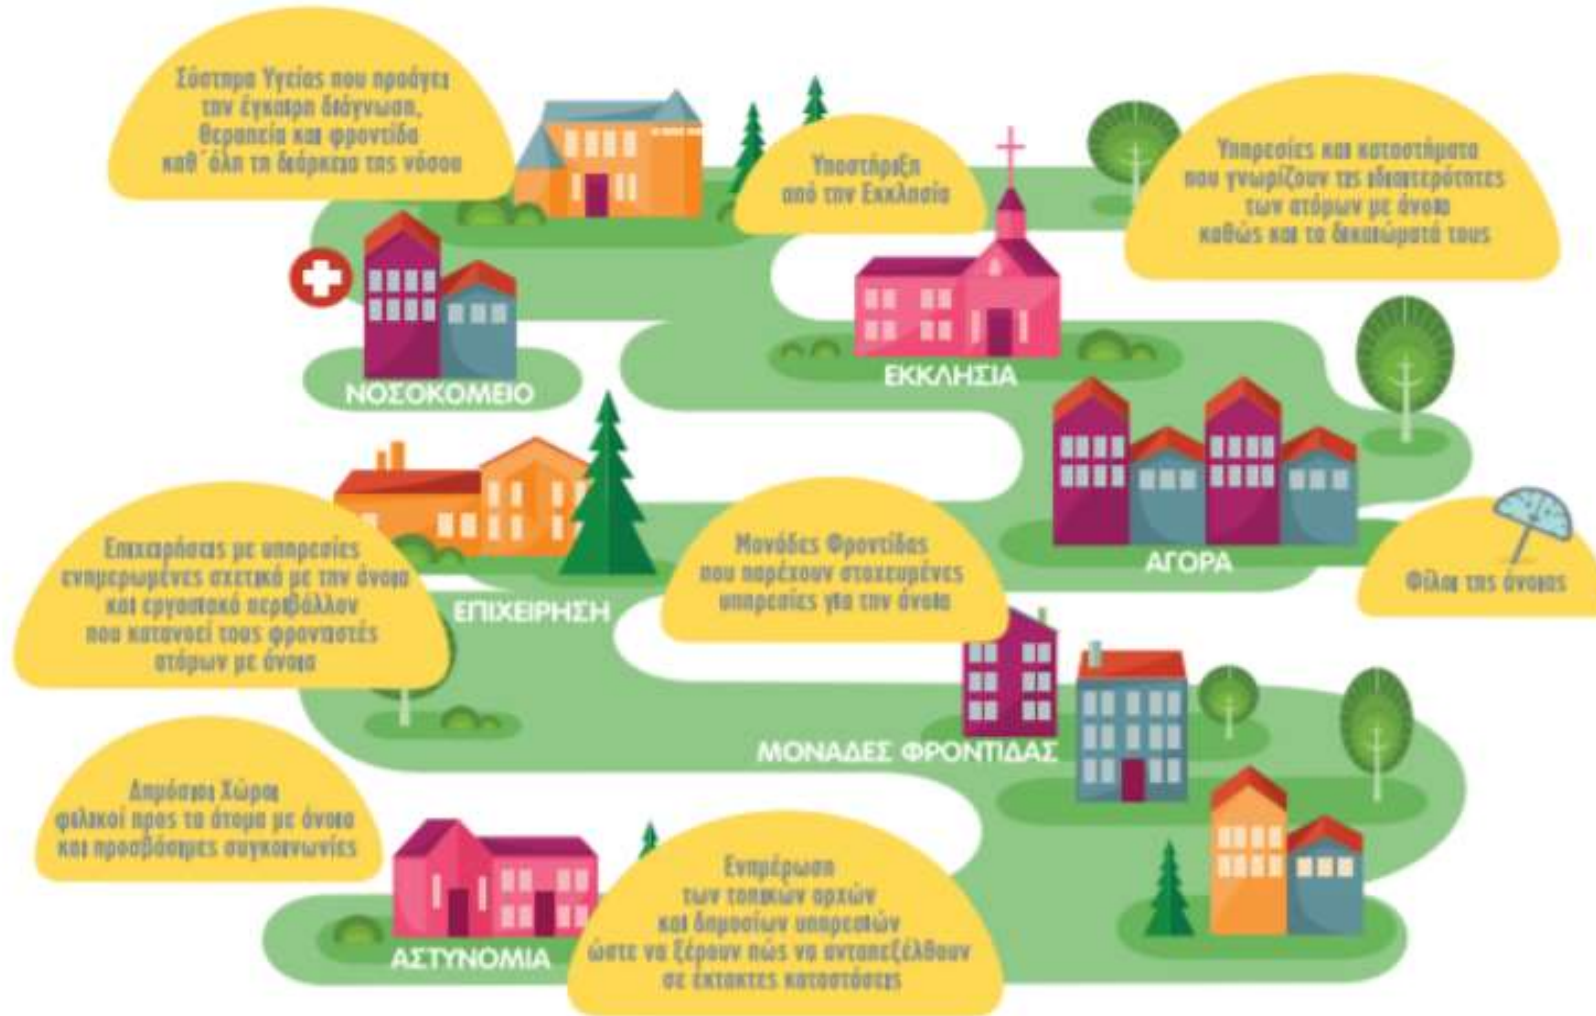 Σύστημα Υγείας που προάγει
την έγκαιρη διάγνωση,
θεραπεία και φροντίδα
καθ΄όλη τη διάρκεια της νόσου
Υποστήριξη
από την Εκκλησία
Υπηρεσίες και καταστήματα
που γνωρίζουν τις ιδιαιτερότητες
των ατόμων με άνοια
καθώς και τα δικαιώματά τους
ΝΟΣΟΚΟΜΕΙΟ
ΕΚΚΛΗΣΙΑ
Επιχειρήσεις με υπηρεσίες
ενημερωμένες σχετικά με την άνοια
και εργασιακό περιβάλλον
που κατανοεί τους φροντιστές
ατόμων με άνοια
ΕΠΙΧΕΙΡΗΣΗ
Μονάδες Φροντίδας
που παρέχουν στοχευμένες
υπηρεσίες για την άνοια
ΑΓΟΡΑ
Φίλοι της άνοιας
ΜΟΝΑΔΕΣ ΦΡΟΝΤΙΔΑΣ
Δημόσιοι Χώροι
φιλικοί προς τα άτομα με άνοια
και προσβάσιμες συγκοινωνίες
ΑΣΤΥΝΟΜΙΑ
Ενημέρωση
των τοπικών αρχών
και δημοσίων υπηρεσιών
ώστε να ξέρουν πώς να ανταπεξέλθουν
σε έκτακτες καταστάσεις